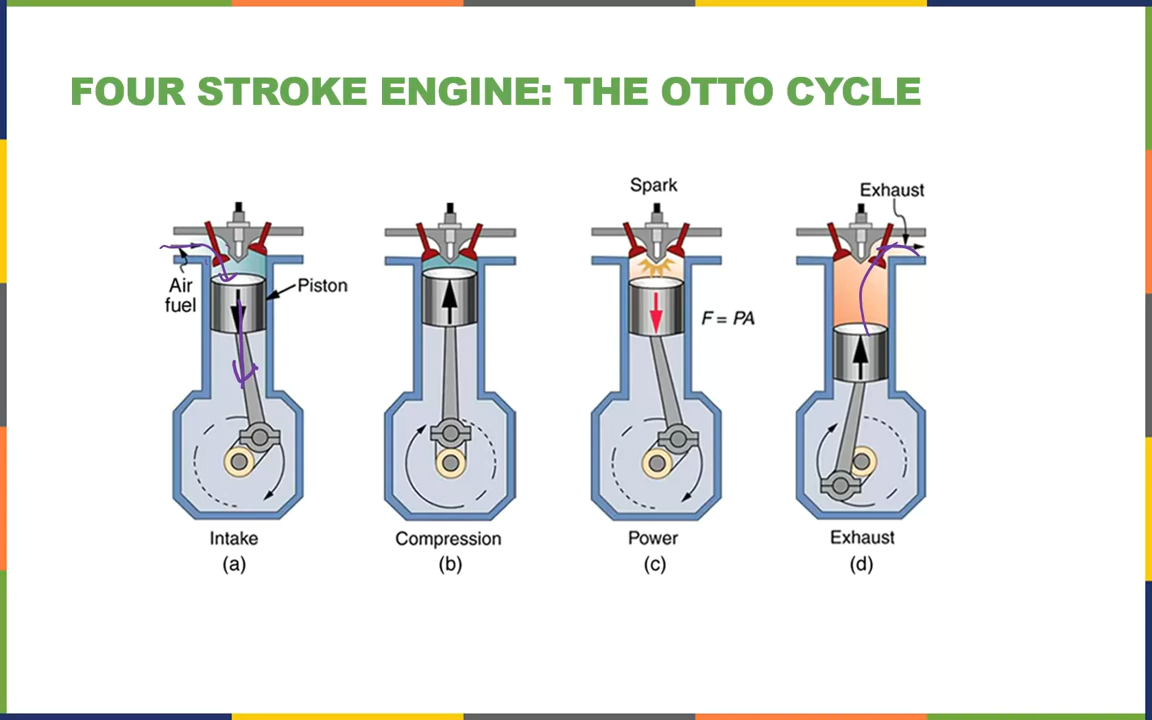 FOUR STROKE ENGINE: THE OTTO CYCLE
Spark
Exhaust
Air
fuel
Piston
F = PA
Intake
Compression
Power
Exhaust
(a)
(b)
(c)
(d)